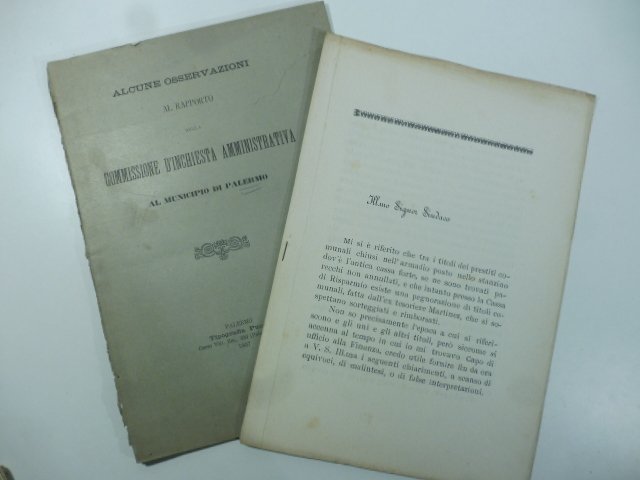 ALCUNE OSSERVAZIONI
AL RAPPORTO
DELLA
COMMISSIONE D'INCHIESTA AMMINISTRATIVA
AL MUNICIPIO DI PALERMO
PALERMO
Tipografia
Corso Vitt. Em.
Ill.mo Signor Sindaco
Mi si è riferito che tra i titoli dei prestiti co-
munali chiusi nell'armadio posto nello stanzino
dov'è l'antica cassa forte, se ne sono trovati pa-
recchi non annullati, e che intanto presso la Cassa
di Risparmio esiste una pegnorazione di titoli co-
munali, fatta dall'ex tesoriere Martinez, che si so-
spettano sorteggiati e rimborsati.
Non so precisamente l'epoca a cui si riferi-
scono e gli uni e gli altri titoli, però siccome si
accenna al tempo in cui io mi trovavo Capo di
ufficio alla Finanza, credo utile fornire fin da ora
a V. S. Ill.ma i seguenti chiarimenti, a scanso di
equivoci, di malintesi, o di false interpretazioni.